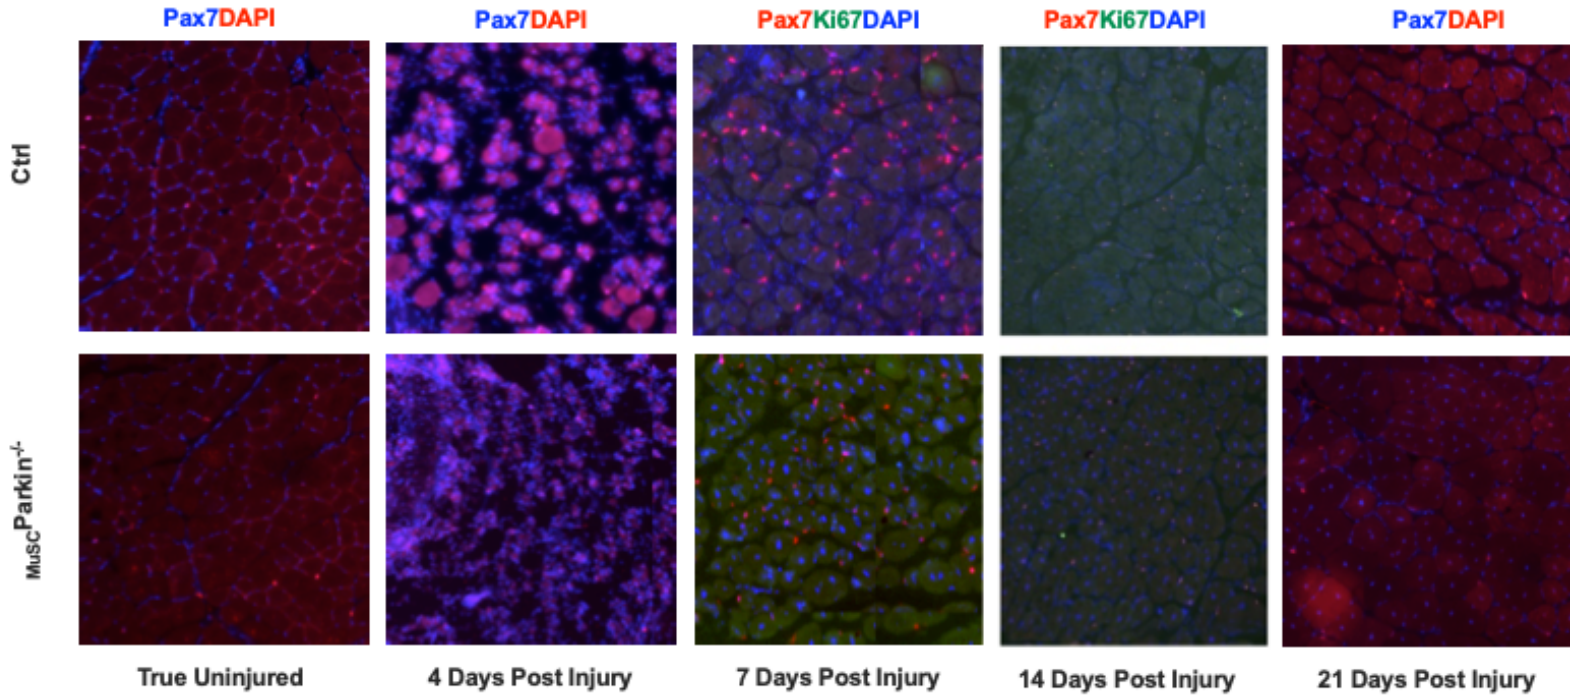 Pax7DAPI Pax7DAPI Pax7Ki67DAPI Pax7Ki67DAPI Pax7DAPI
Ctrl
MuSCParkin-/-
True Uninjured 4 Days Post Injury 7 Days Post Injury 14 Days Post Injury 21 Days Post Injury